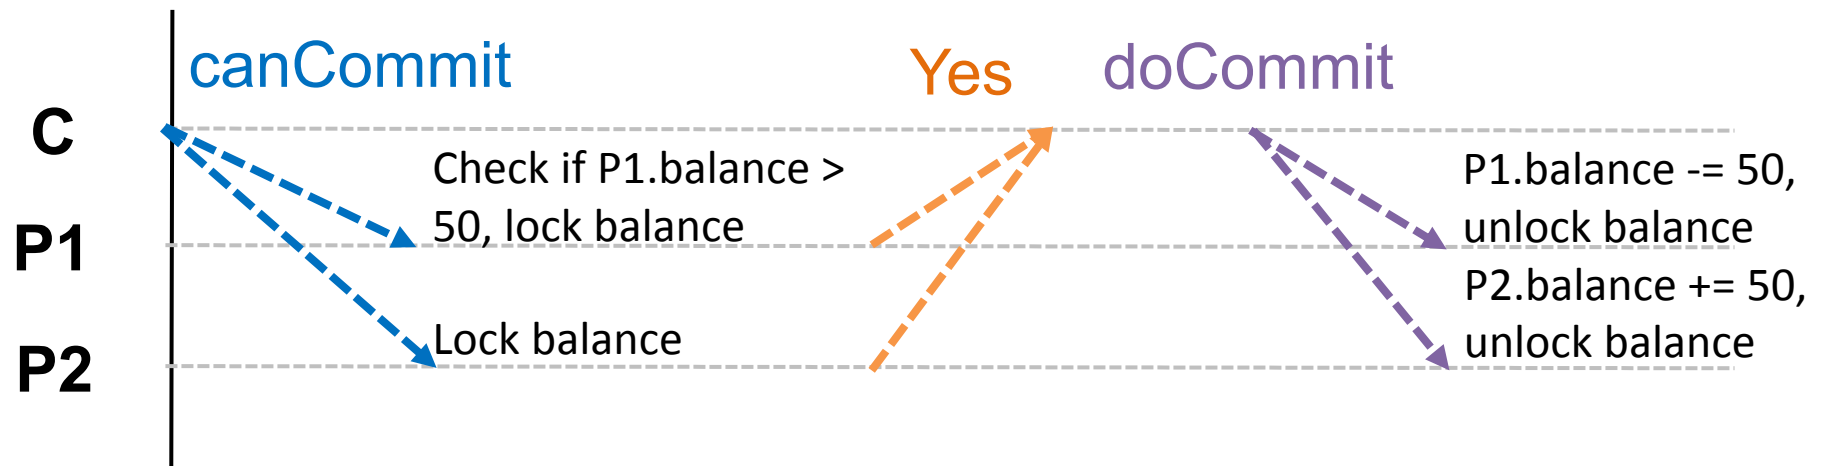 canCommit
Yes
doCommit
C
Check if P1.balance >
50, lock balance
P1.balance -= 50,
unlock balance
P1
P2.balance += 50,
unlock balance
Lock balance
P2